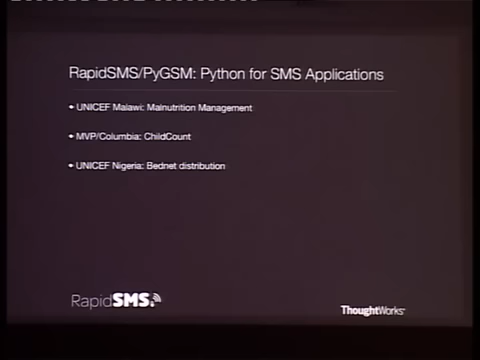 RapidSMS/PyGSM: Python for SMS Applications
• UNICEF Malawi: Malnutrition Management
• MVP/Columbia: ChildCount
• UNICEF Nigeria: Bednet distribution
RapidSMS
ThoughtWorks